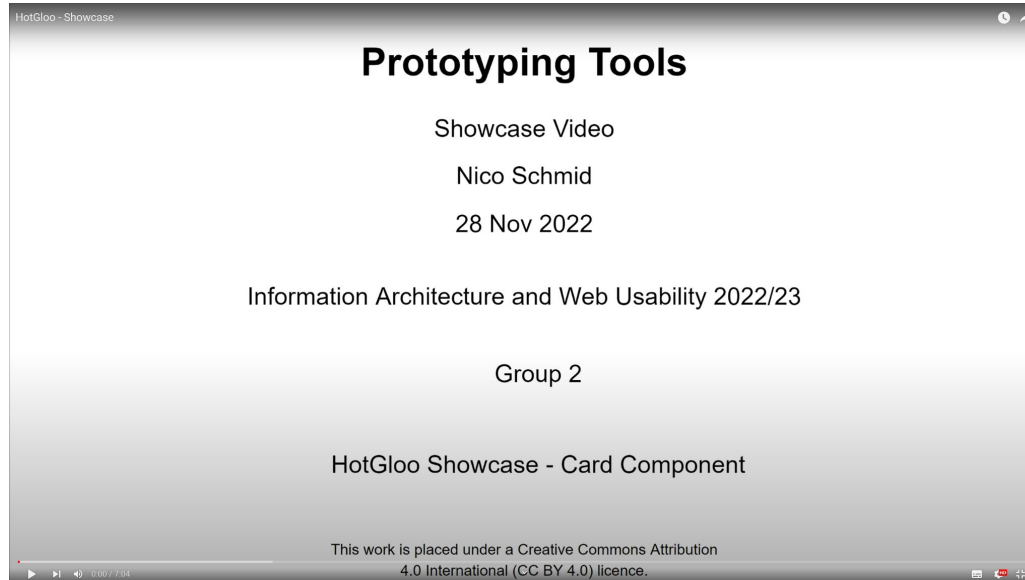 HotGloo - Showcase
Prototyping Tools
Showcase Video
Nico Schmid
28 Nov 2022
Information Architecture and Web Usability 2022/23
Group 2
HotGloo Showcase - Card Component
This work is placed under a Creative Commons Attribution
4.0 International (CC BY 4.0) licence.
0:00 / 7:04
HD